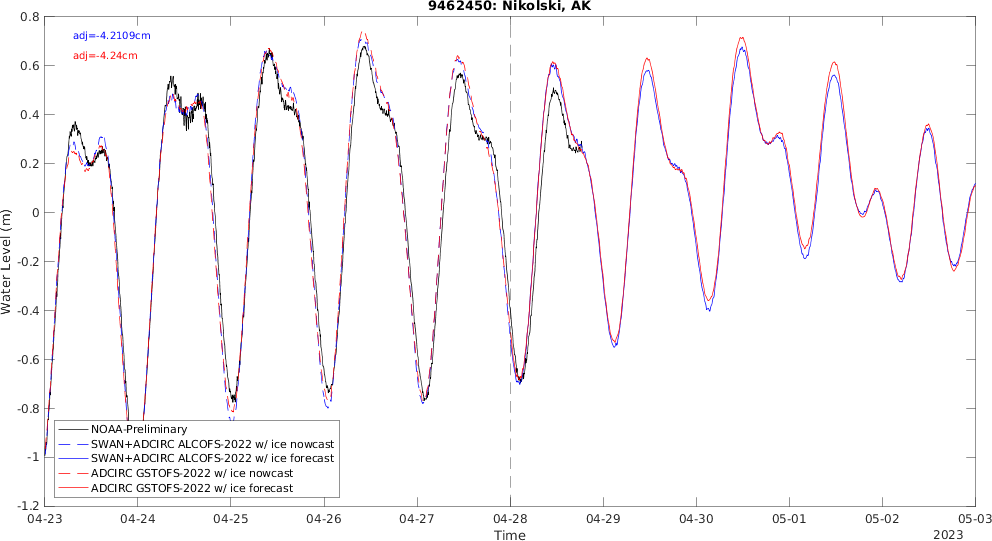 9462450: Nikolski, AK
adj=-4.2109cm
adj=-4.24cm
0.8
0.6
0.4
0.2
0
-0.2
-0.4
-0.6
-0.8
-1
-1.2
Water Level (m)
NOAA-Preliminary
SWAN+ADCIRC ALCOFS-2022 w/ ice nowcast
SWAN+ADCIRC ALCOFS-2022 w/ ice forecast
ADCIRC GSTOFS-2022 w/ ice nowcast
ADCIRC GSTOFS-2022 w/ ice forecast
04-23 04-24 04-25 04-26 04-27 04-28 04-29 04-30 05-01 05-02 05-03
Time
2023